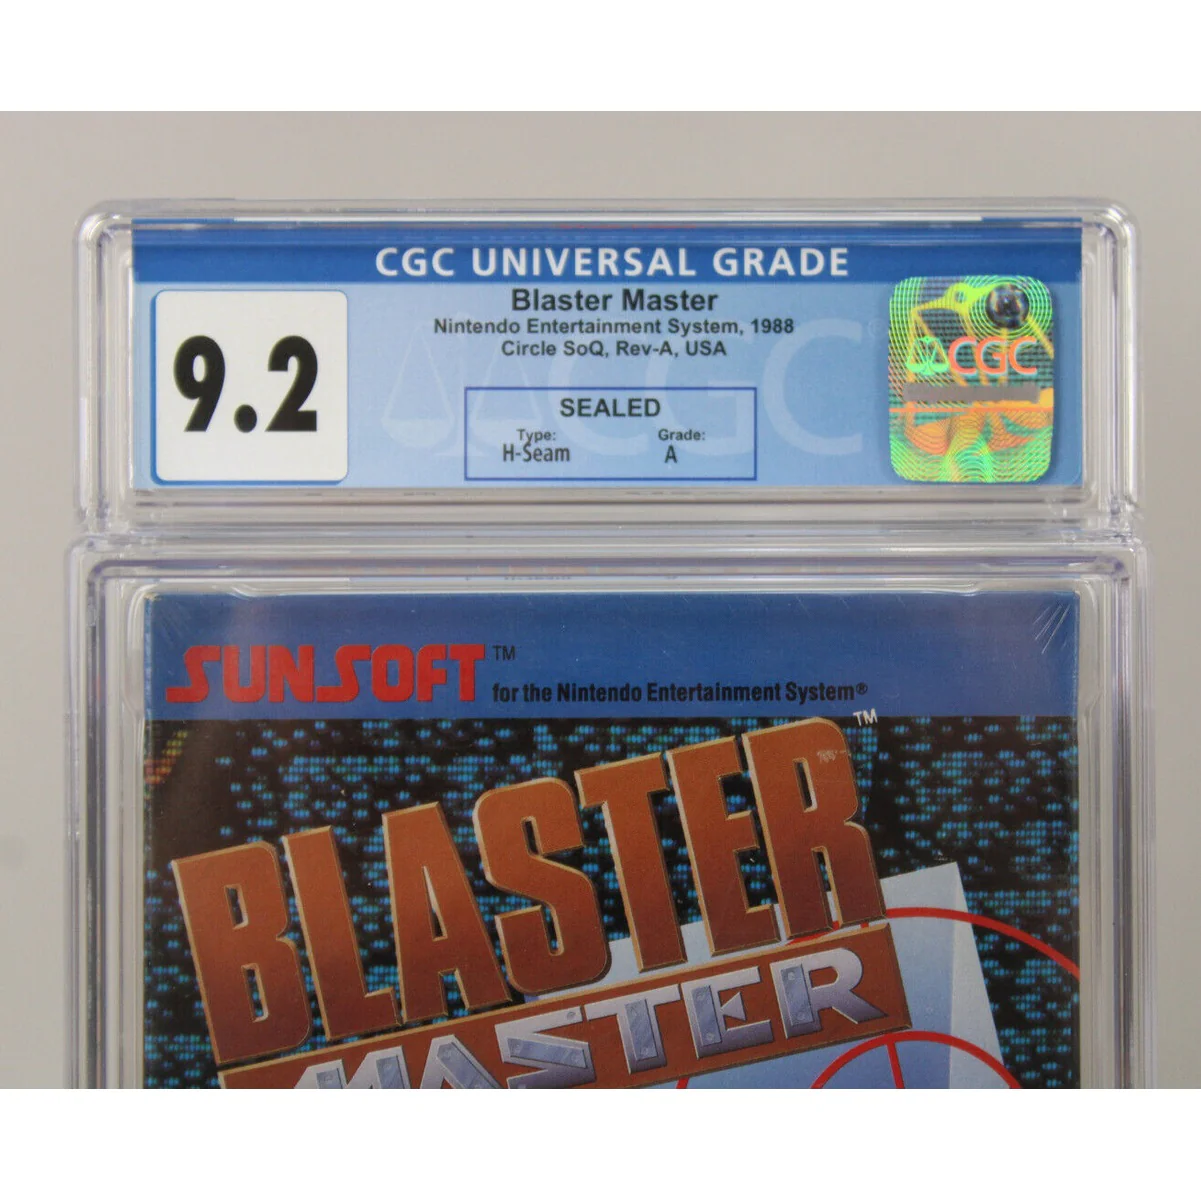 CGC UNIVERSAL GRADE
Blaster Master
Nintendo Entertainment System, 1988
Circle SoQ, Rev-A, USA
9.2
SEALED
Type: Grade:
H-Seam A
CGC
CGC
SUNSOFT™
for the Nintendo Entertainment System®
BLASTER™
MASTER